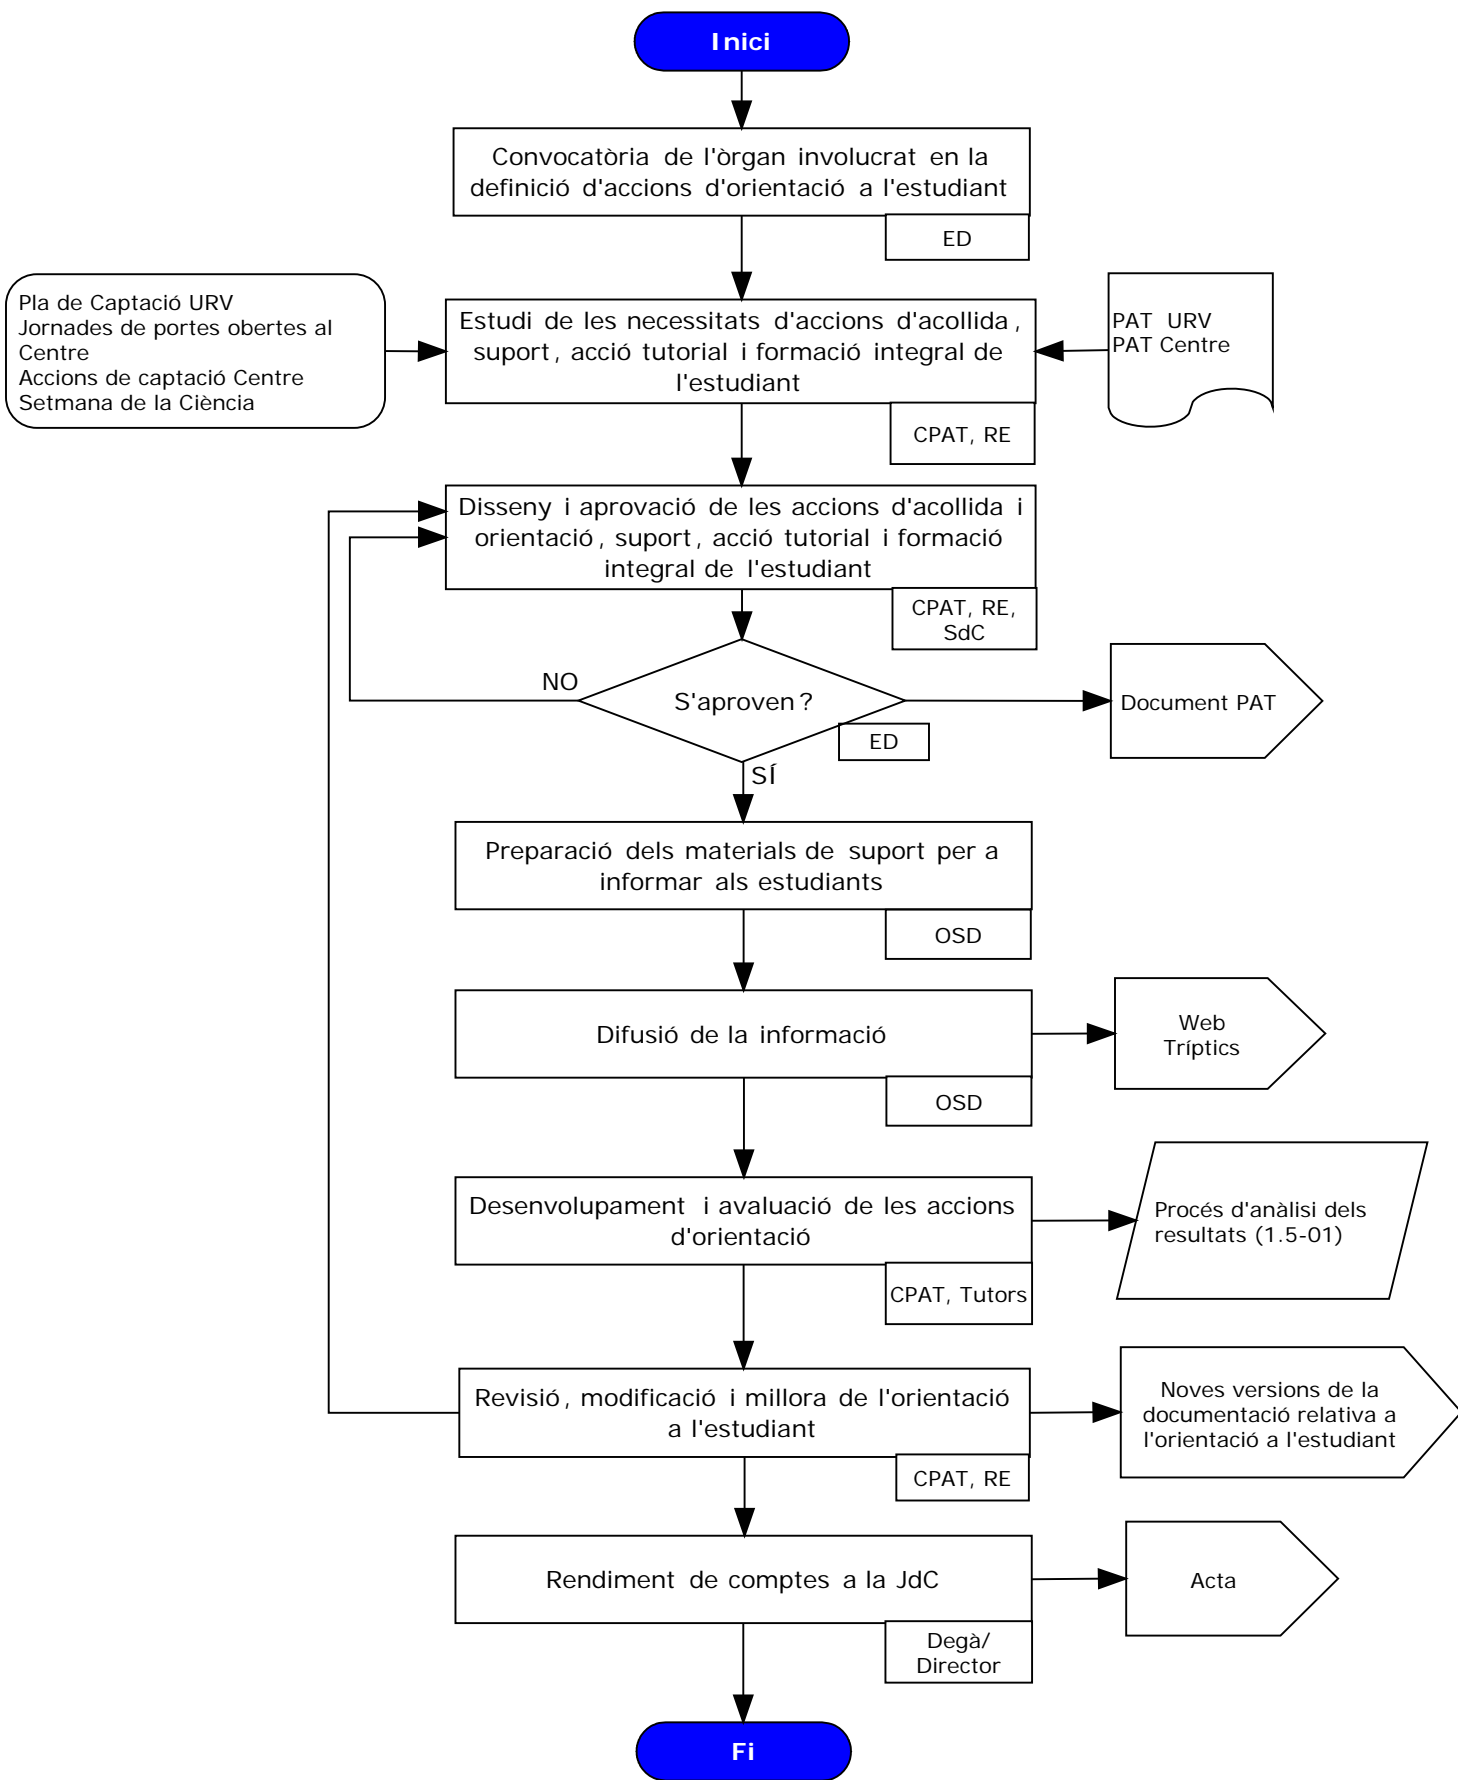 Inici
Convocatòria de l'òrgan involucrat en la
definició d'accions d'orientació a l'estudiant
ED
Pla de Captació URV
Jornades de portes obertes al
Centre
Accions de captació Centre
Setmana de la Ciència
Estudi de les necessitats d'accions d'acollida,
suport, acció tutorial i formació integral de
l'estudiant
PAT URV
PAT Centre
CPAT, RE
Disseny i aprovació de les accions d'acollida i
orientació, suport, acció tutorial i formació
integral de l'estudiant
CPAT, RE,
SdC
NO
S'aproven?
Document PAT
ED
SÍ
Preparació dels materials de suport per a
informar als estudiants
OSD
Difusió de la informació
Web
Tríptics
OSD
Desenvolupament i avaluació de les accions
d'orientació
Procés d'anàlisi dels
resultats (1.5-01)
CPAT, Tutors
Revisió, modificació i millora de l'orientació
a l'estudiant
Noves versions de la
documentació relativa a
l'orientació a l'estudiant
CPAT, RE
Rendiment de comptes a la JdC
Acta
Degà/
Director
Fi